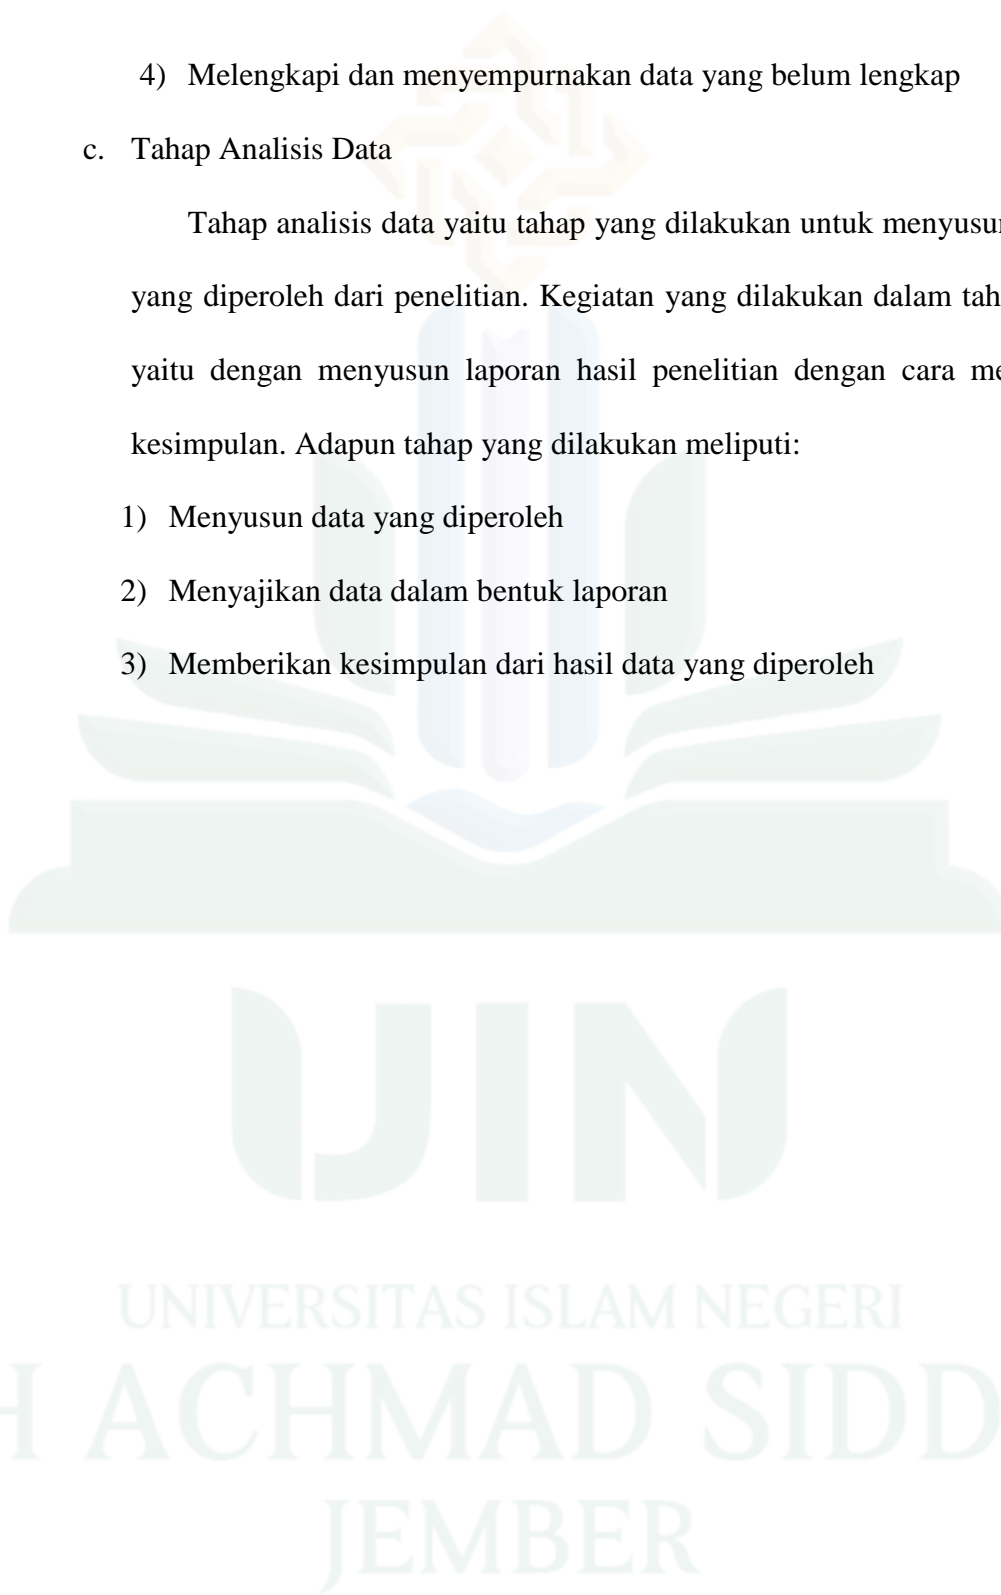 4) Melengkapi dan menyempurnakan data yang belum lengkap
c. Tahap Analisis Data
Tahap analisis data yaitu tahap yang dilakukan untuk menyusun
yang diperoleh dari penelitian. Kegiatan yang dilakukan dalam tah
yaitu dengan menyusun laporan hasil penelitian dengan cara me
kesimpulan. Adapun tahap yang dilakukan meliputi:
1) Menyusun data yang diperoleh
2) Menyajikan data dalam bentuk laporan
3) Memberikan kesimpulan dari hasil data yang diperoleh
UIN
UNIVERSITAS ISLAM NEGERI
H ACHMAD SIDD
JEMBER